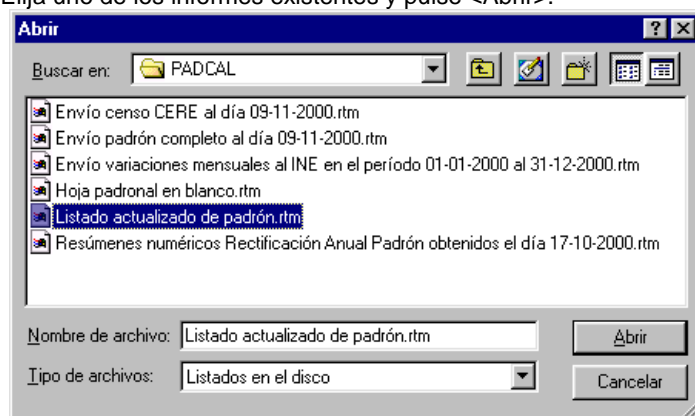 Elija uno de los informes existentes y pulse <Abrir>.
Abrir
Buscar en: PADCAL
Envío censo CERE al día 09-11-2000.rtm
Envío padrón completo al día 09-11-2000.rtm
Envío variaciones mensuales al INE en el período 01-01-2000 al 31-12-2000.rtm
Hoja padronal en blanco.rtm
Listado actualizado de padrón.rtm
Resúmenes numéricos Rectificación Anual Padrón obtenidos el día 17-10-2000.rtm
Nombre de archivo: Listado actualizado de padrón.rtm Abrir
Tipo de archivos: Listados en el disco Cancelar